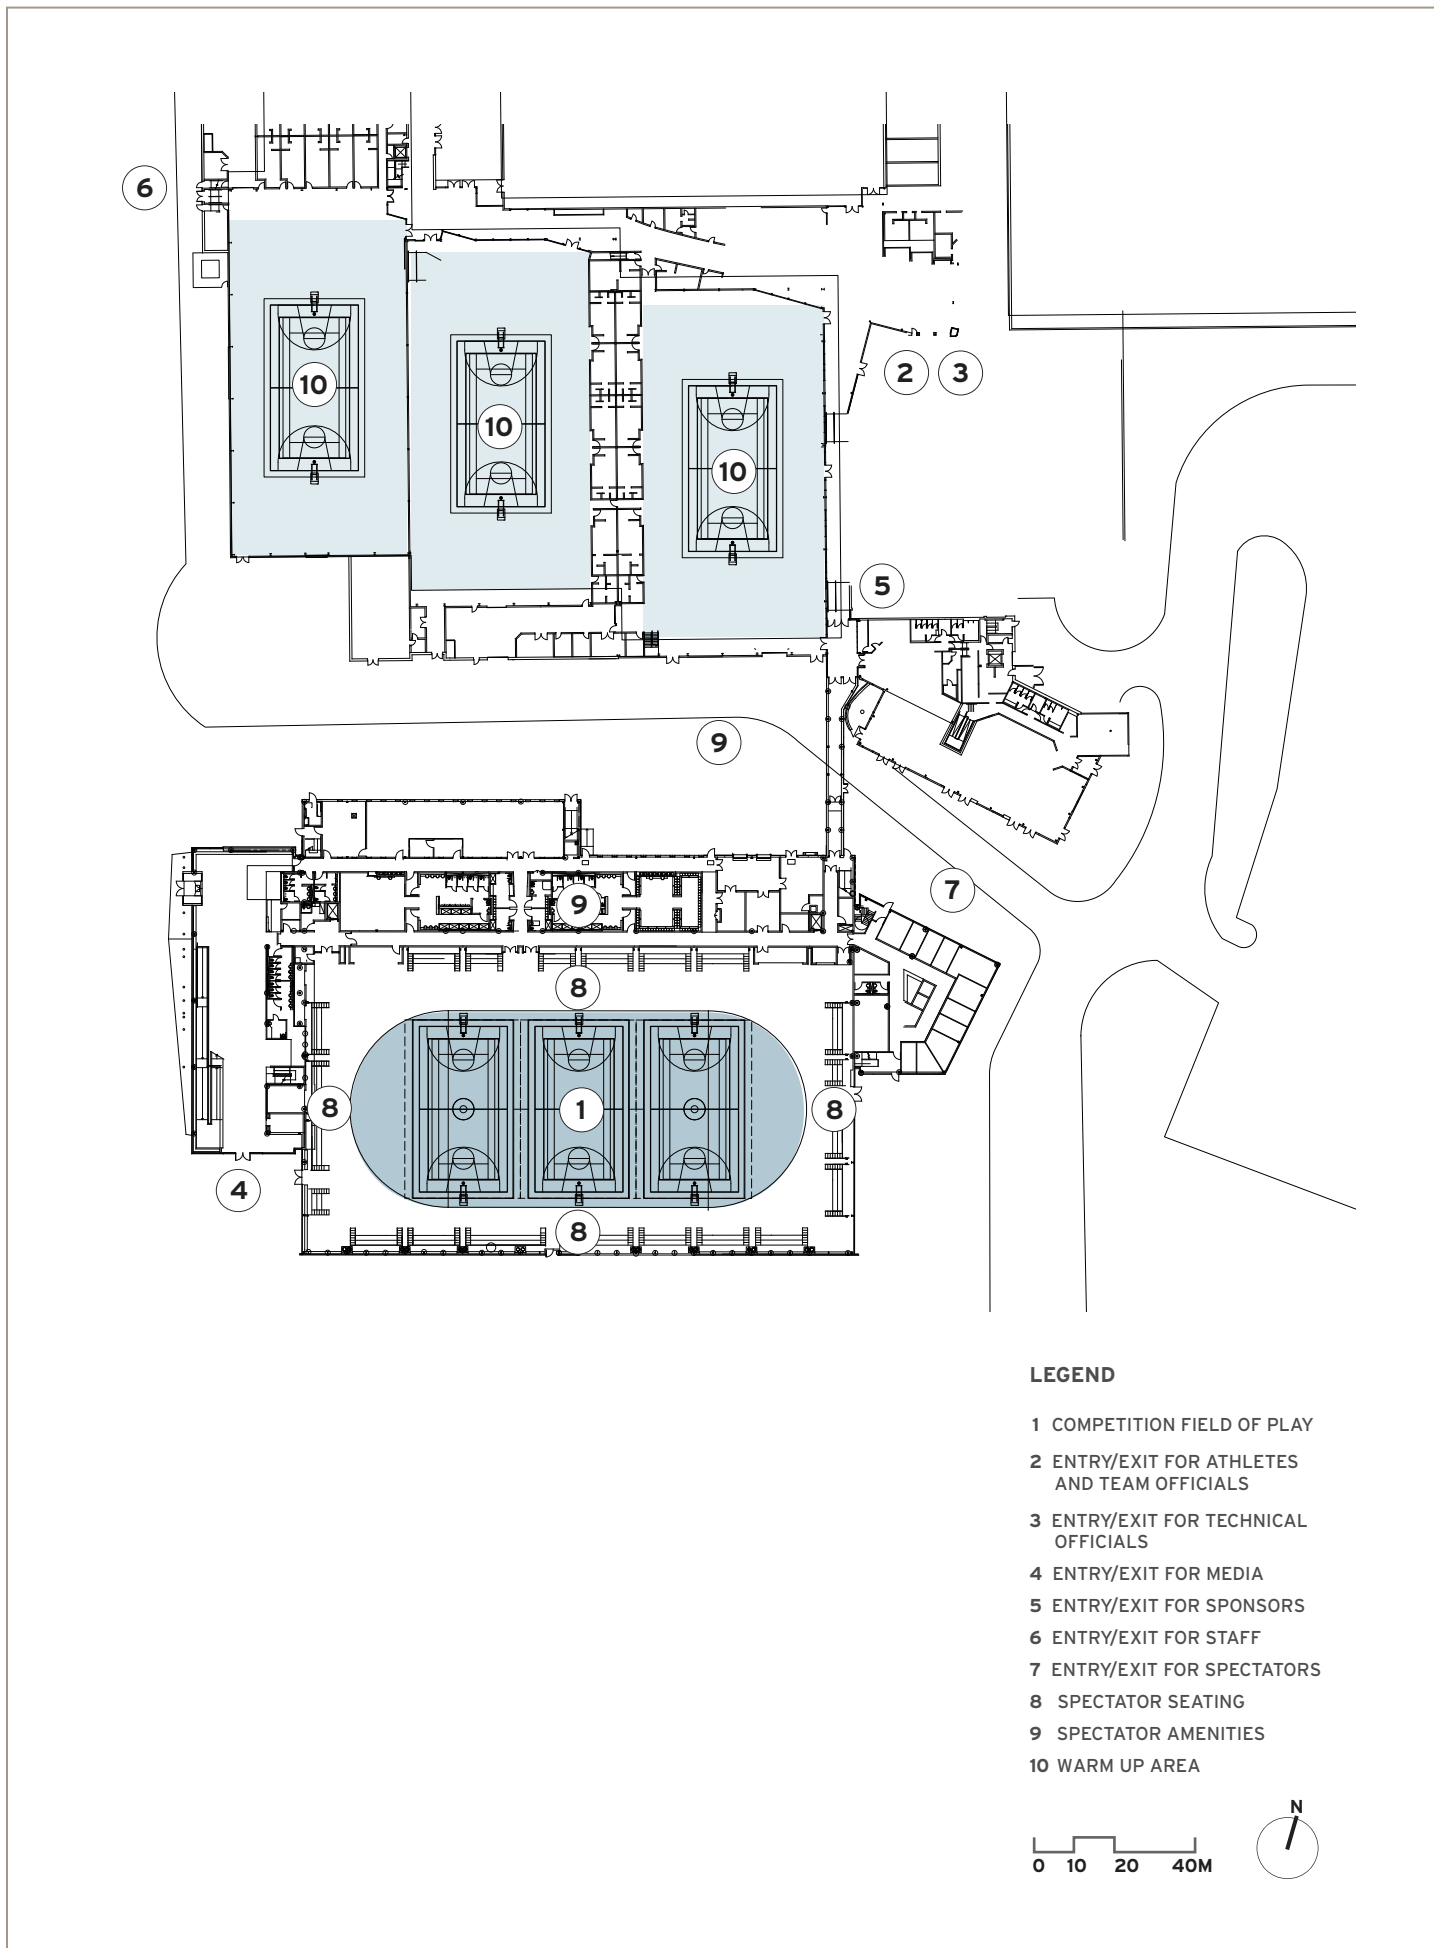 6
10
10
10
2 3
5
9
7
9
8
8 1 8
4
8
LEGEND
1 COMPETITION FIELD OF PLAY
2 ENTRY/EXIT FOR ATHLETES
AND TEAM OFFICIALS
3 ENTRY/EXIT FOR TECHNICAL
OFFICIALS
4 ENTRY/EXIT FOR MEDIA
5 ENTRY/EXIT FOR SPONSORS
6 ENTRY/EXIT FOR STAFF
7 ENTRY/EXIT FOR SPECTATORS
8 SPECTATOR SEATING
9 SPECTATOR AMENITIES
10 WARM UP AREA
N
0 10 20 40M